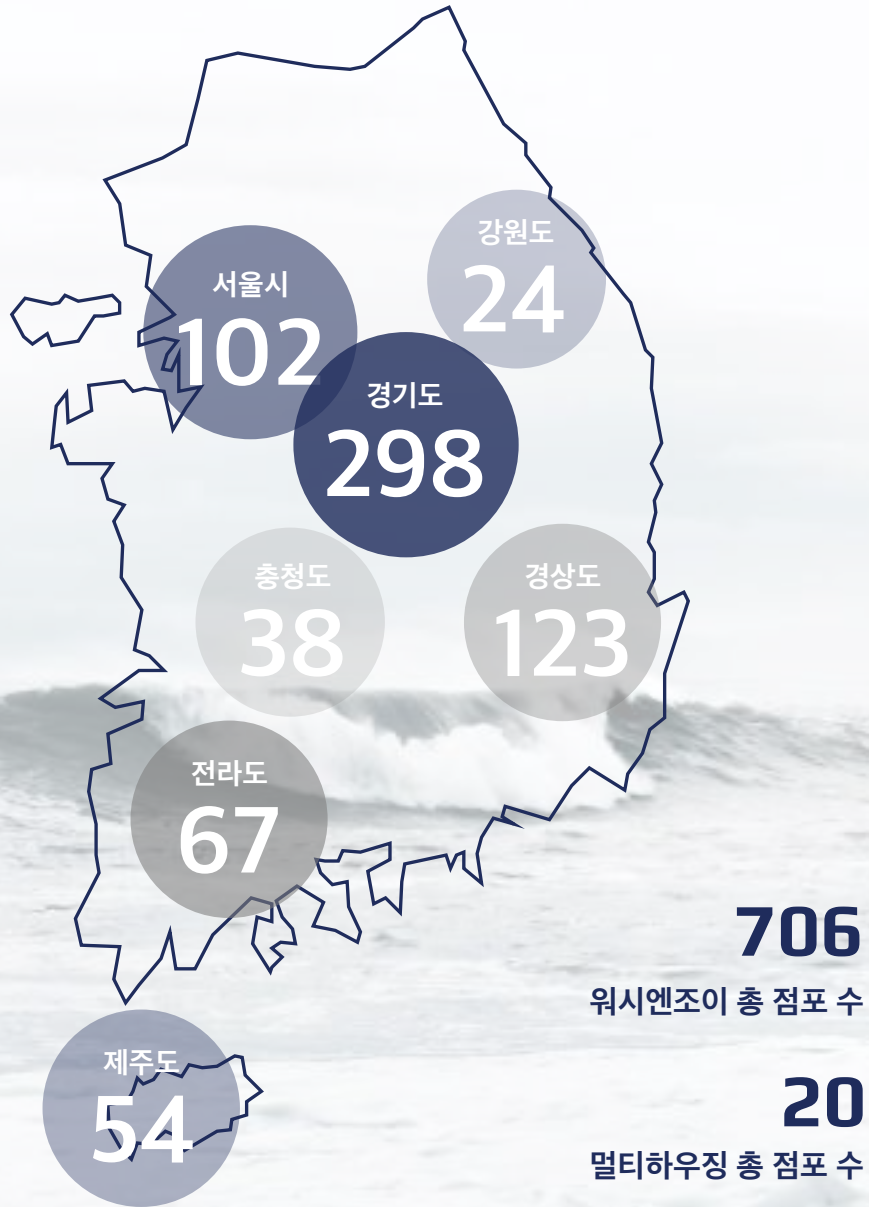 강원도
24
서울시
102
경기도
298
충청도
38
경상도
123
전라도
67
706
워시엔조이 총 점포 수
제주도
54
20
멀티하우징 총 점포 수